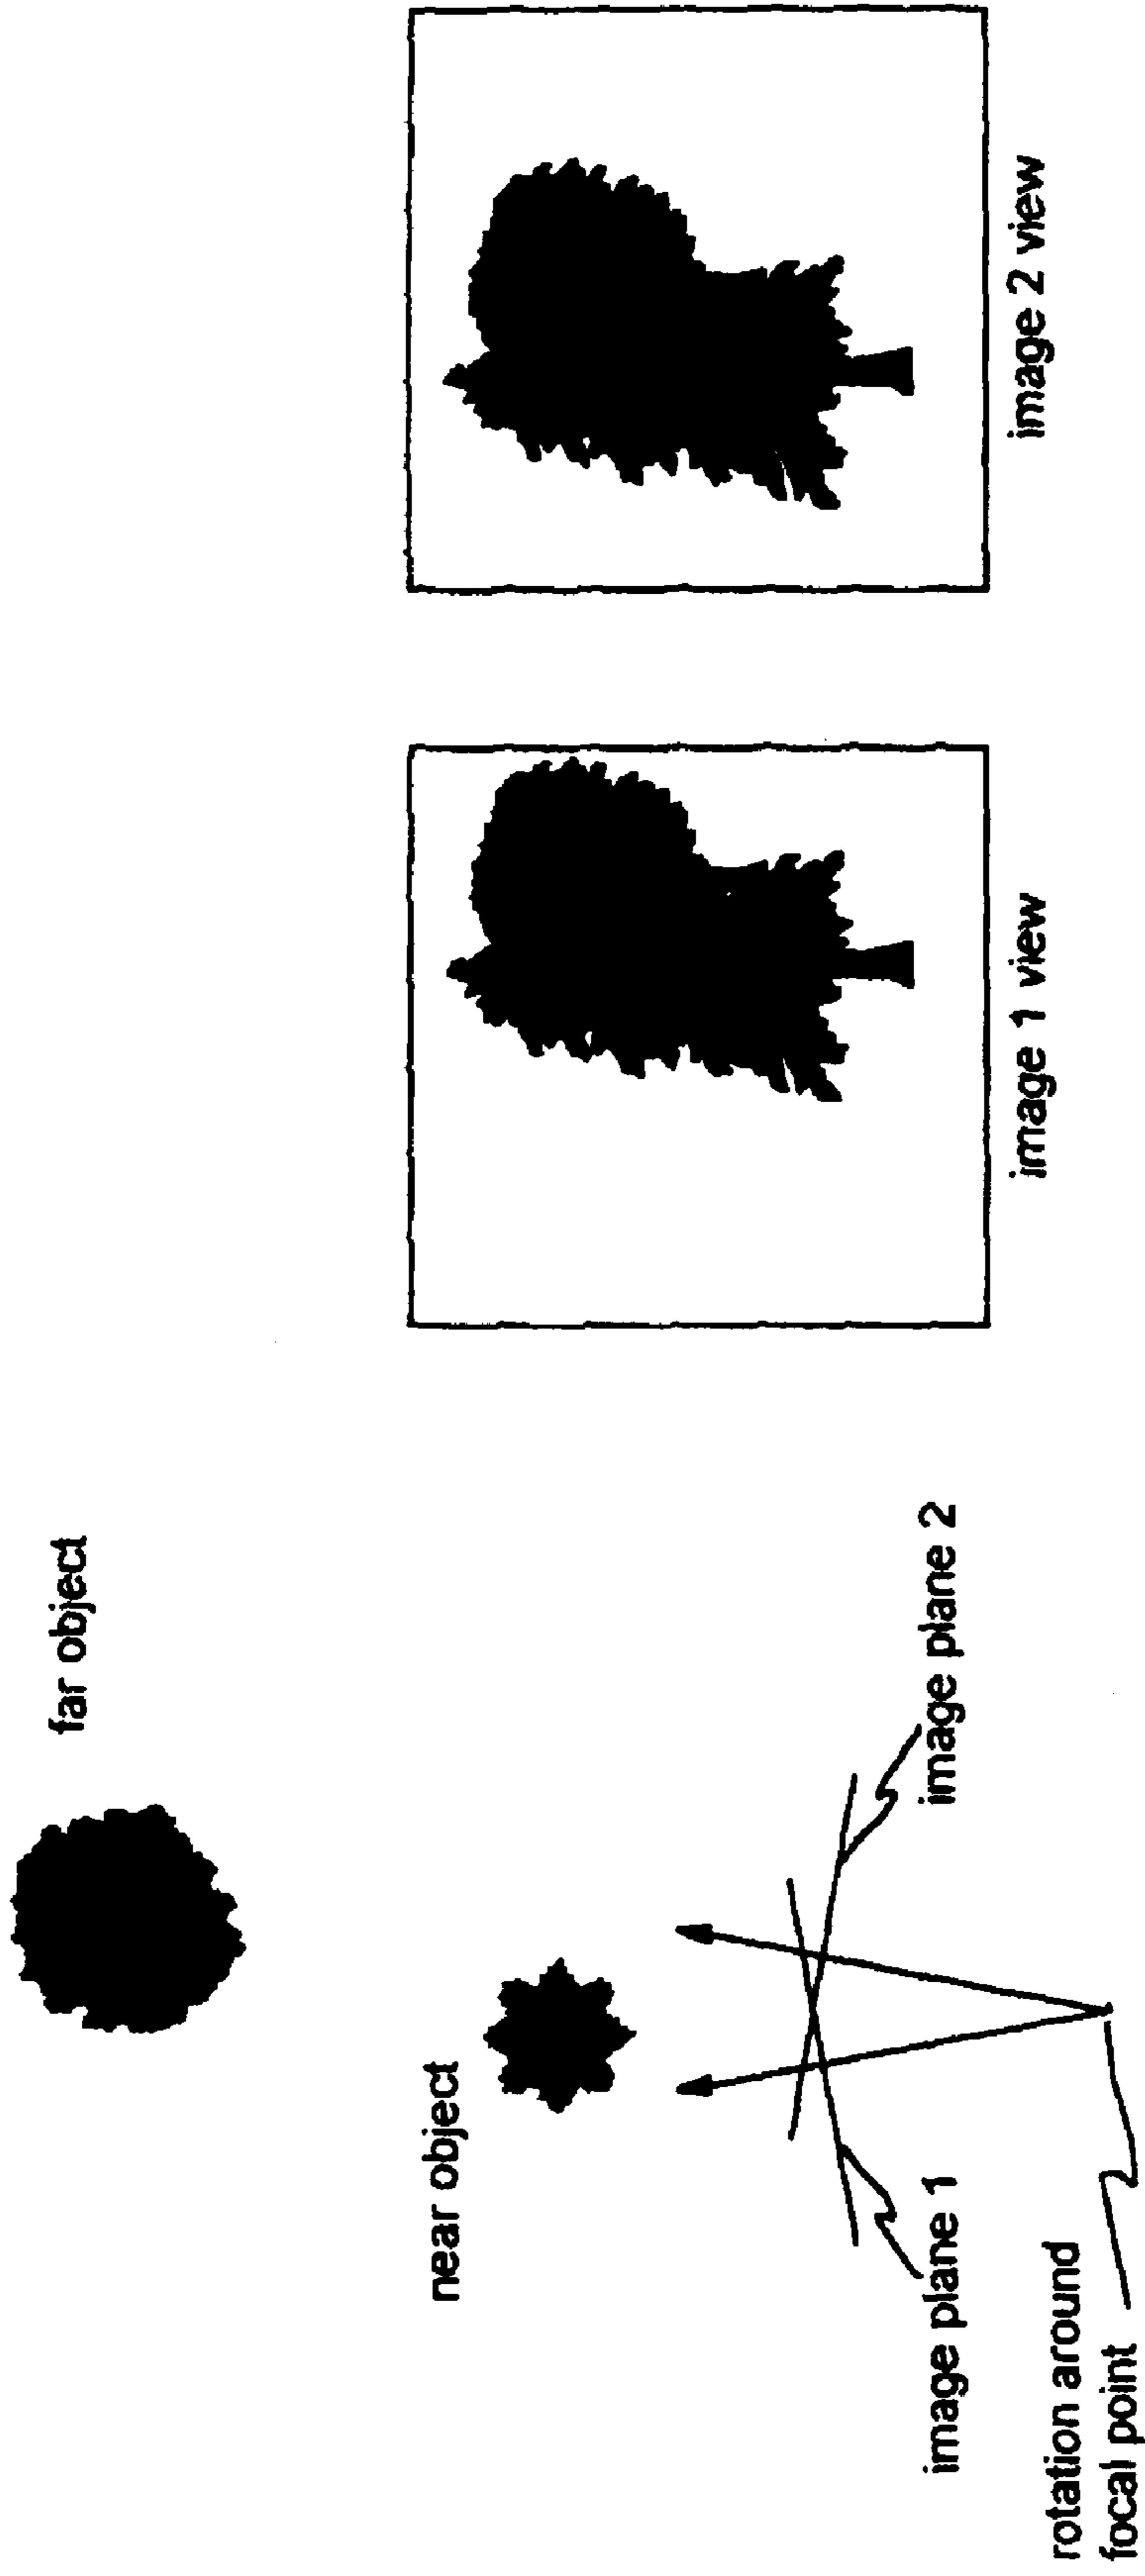 far object
near object
image plane 1
image plane 2
rotation around
focal point
image 1 view
image 2 view